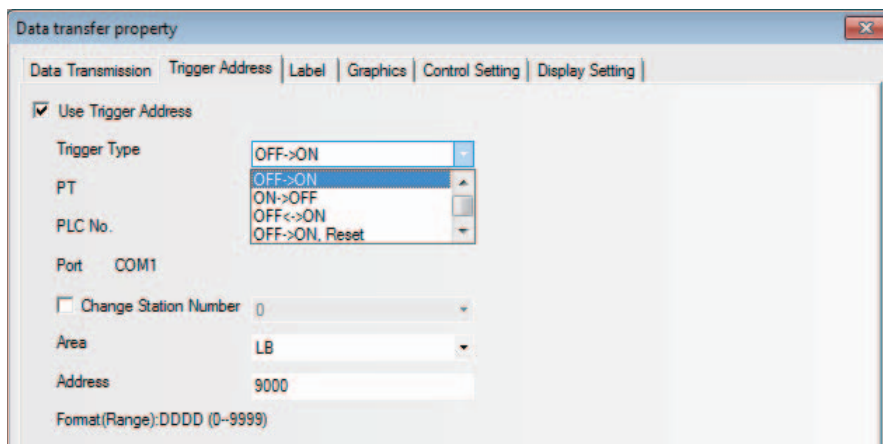 Data transfer property
Data Transmission Trigger Address Label Graphics Control Setting Display Setting
Use Trigger Address
Trigger Type OFF->ON
OFF->ON
PT
ON->OFF
OFF<->ON
PLC No.
OFF->ON, Reset
Port COM1
Change Station Number 0
Area LB
Address 9000
Format(Range):DDDD (0--9999)